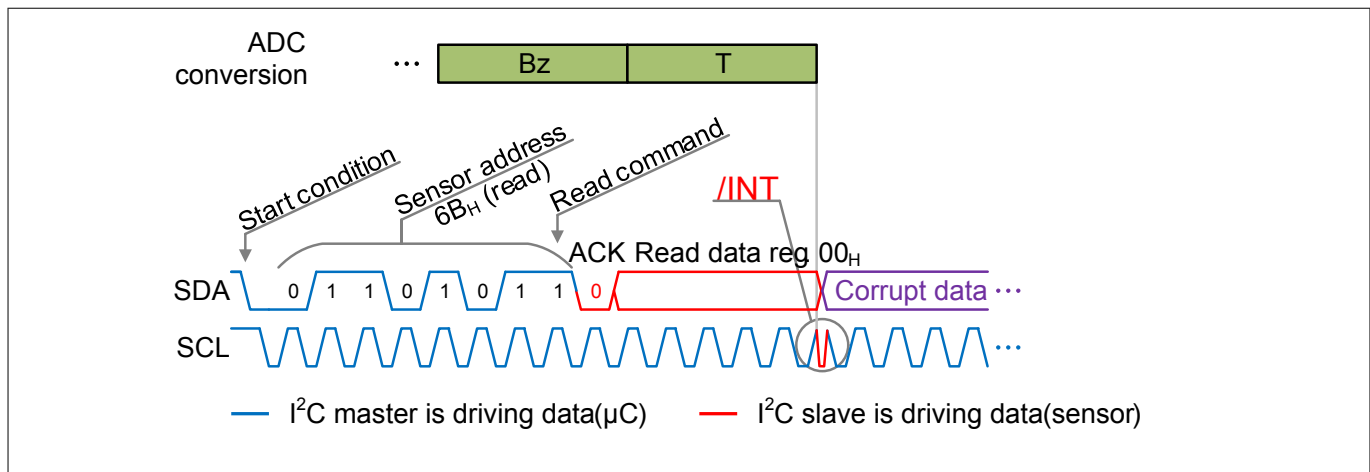 ADC
conversion
··· Bz T
Start condition
Sensor address
6B_H (read)
Read command
/INT
ACK Read data reg 00_H
SDA 0 1 1 0 1 0 1 1 0 Corrupt data ···
SCL ···
I²C master is driving data(µC) I²C slave is driving data(sensor)